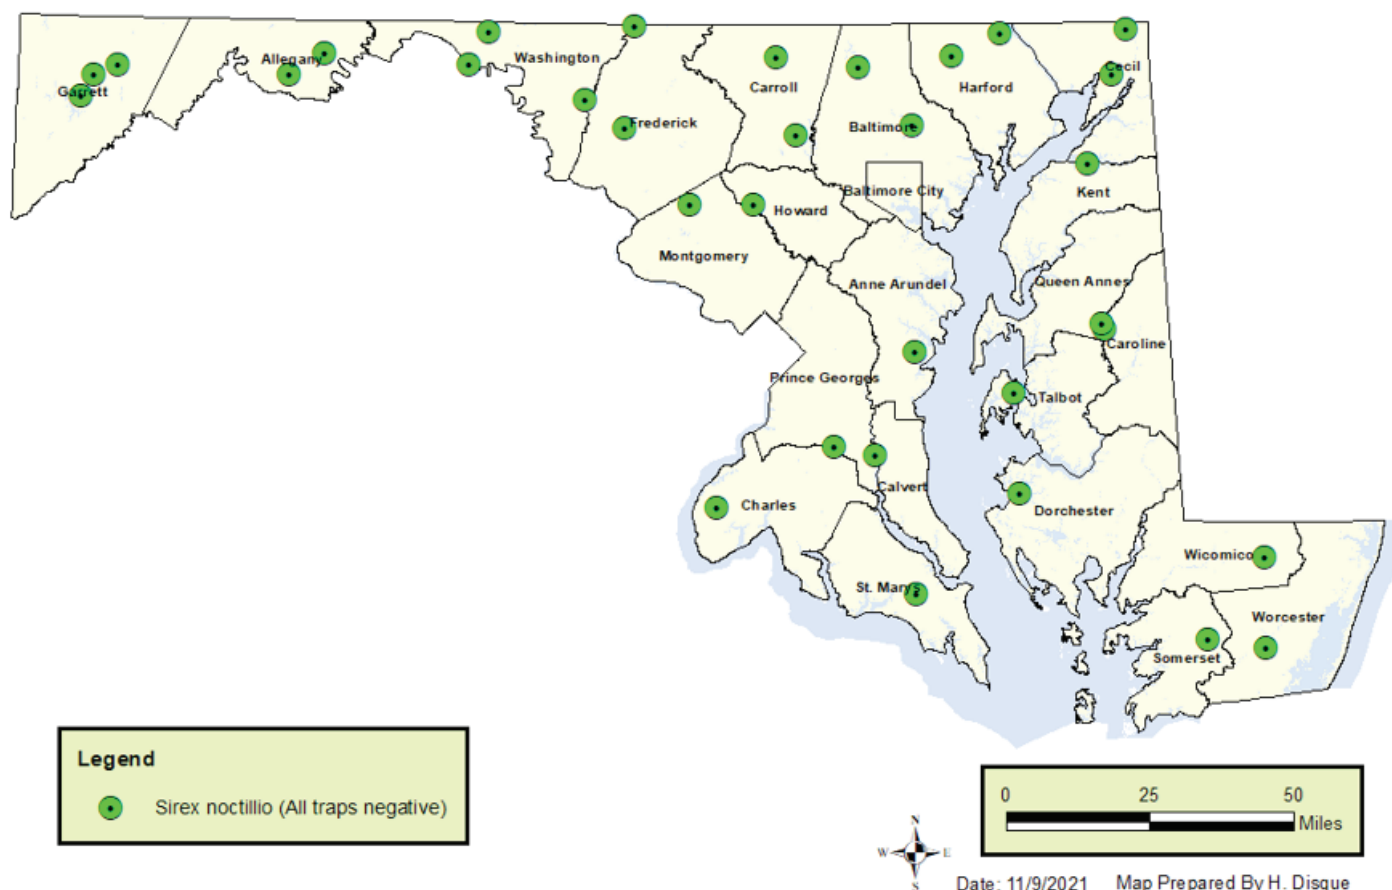 Garrett
Allegany
Washington
Frederick
Carroll
Baltimore
Harford
Cecil
Baltimore City
Kent
Howard
Montgomery
Anne Arundel
Queen Annes
Caroline
Prince Georges
Talbot
Calvert
Charles
Dorchester
St. Marys
Wicomico
Worcester
Somerset
Legend
Sirex noctillio (All traps negative)
0 25 50
Miles
N
W E
S
Date: 11/9/2021 Map Prepared By H. Disque